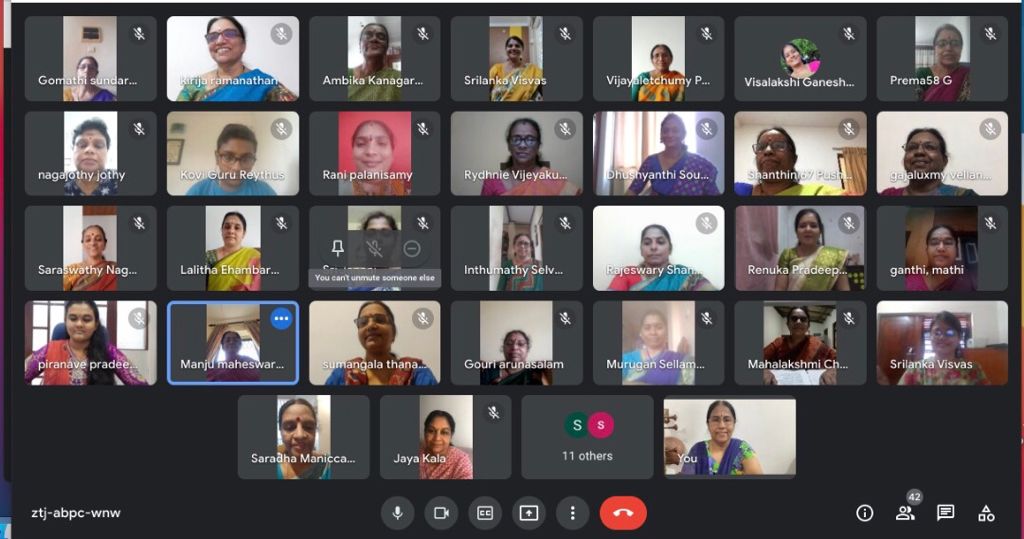 Gomathi sundar...
Kirija ramanathan
Ambika Kanagar...
Srilanka Visvas
Vijayaletchumy P...
Visalakshi Ganesh...
Prema58 G
nagajothy jothy
Kovi Guru Reythus
Rani palanisamy
Rydhnie Vijeyaku...
Dhushyanthi Sou...
Shanthin 67 Push...
gajaluxmy vellan...
Saraswathy Nag...
Lalitha Ehambar...
You can't unmute someone else
Inthumathy Selv...
Rajeswary Shan...
Renuka Pradeep...
ganthi, mathi
piranave pradee...
Manju maheswar...
sumangala thana...
Gouri arunasalam
Murugan Sellam...
Mahalakshmi Ch...
Srilanka Visvas
Saradha Manicca...
Jaya Kala
S S
11 others
You
ztj-abpc-wnw
CC
42